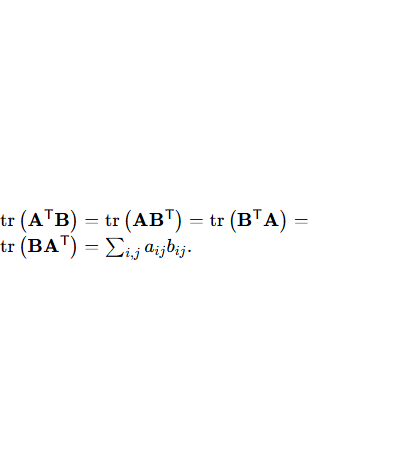 tr (A^⊤B) = tr (AB^⊤) = tr (B^⊤A) =
tr (BA^⊤) = ∑_{i,j} a_{ij}b_{ij}.